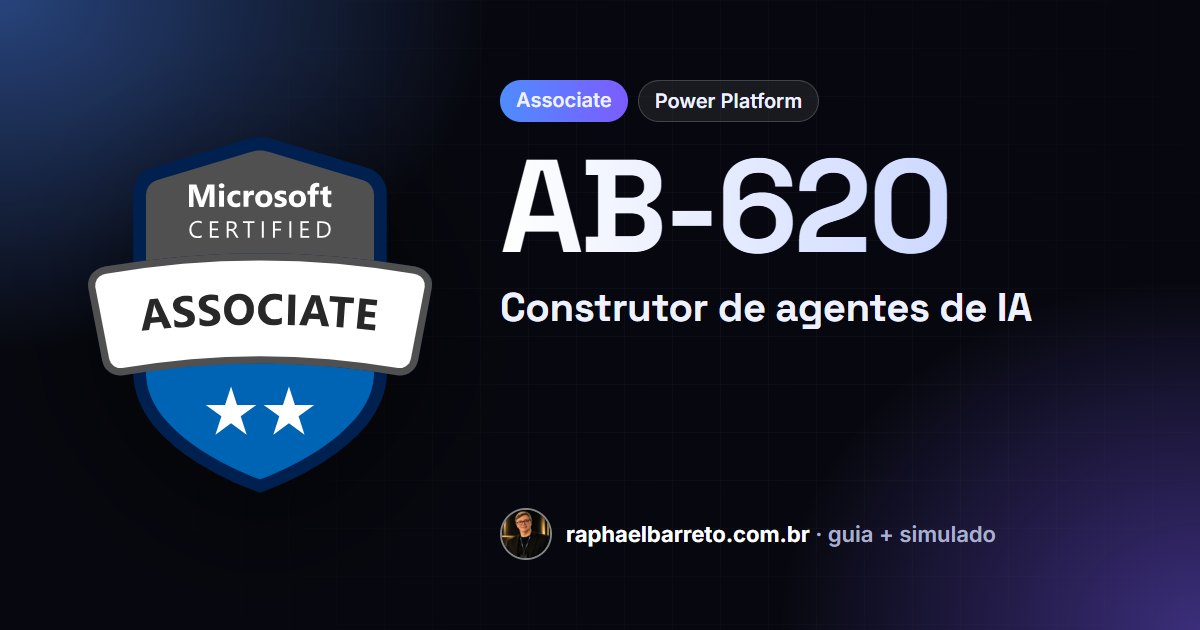 Microsoft
CERTIFIED
ASSOCIATE
Associate
Power Platform
AB-620
Construtor de agentes de IA
raphaelbarreto.com.br · guia + simulado